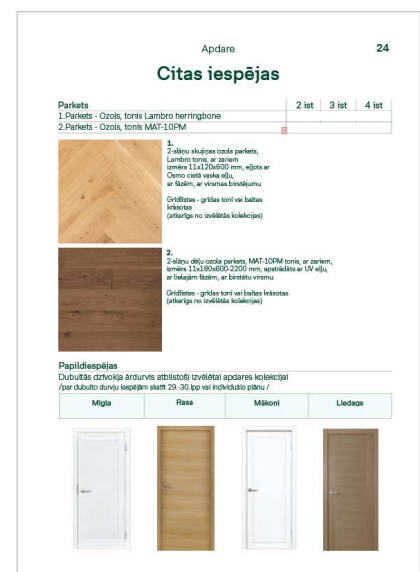 Apdare
24
Citas iespējas
Parkets 2 ist 3 ist 4 ist
1.Parkets - Ozols, tonis Lambro herringbone
2.Parkets - Ozols, tonis MAT-10PM
1.
2-slāņu skujiņas ozola parkets,
Lambro tonis, ar zariem
izmērs 11x120x600 mm, eļļots ar
Osmo cietā vaska eļļu,
ar fāzēm, ar virsmas birstējumu
Grīdlīstes - grīdas tonī vai baltas
krāsotas
(atkarīga no izvēlētās kolekcijas)
2.
2-slāņu dēļu ozola parkets, MAT-10PM tonis, ar zariem,
izmērs 11x180x600-2200 mm, apstrādāts ar UV eļļu,
ar lielajām fāzēm, ar birstētu virsmu
Grīdlīstes - grīdas tonī vai baltas krāsotas
(atkarīga no izvēlētās kolekcijas)
Papildiespējas
Dubultās dzīvokļa ārdurvis atbilstoši izvēlētai apdares kolekcijai
/par dubulto durvju iespējām skatīt 29.-30.lpp vai individuālo plānu /
Migla Rasa Mākoņi Liedags